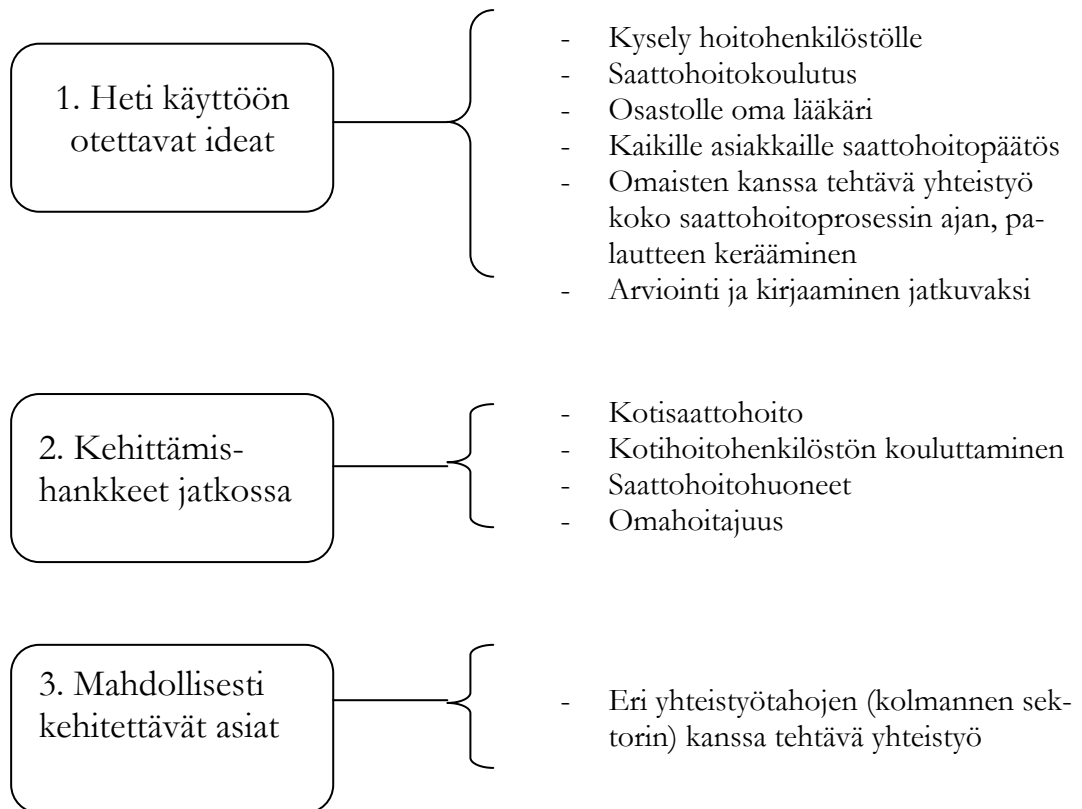 1. Heti käyttöön
otettavat ideat
- Kysely hoitohenkilöstölle
- Saattohoitokoulutus
- Osastolle oma lääkäri
- Kaikille asiakkaille saattohoitopäätös
- Omaisten kanssa tehtävä yhteistyö
koko saattohoitoprosessin ajan, pa-
lautteen kerääminen
- Arviointi ja kirjaaminen jatkuvaksi
2. Kehittämis-
hankkeet jatkossa
- Kotisaattohoito
- Kotihoitohenkilöstön kouluttaminen
- Saattohoitohuoneet
- Omahoitajuus
3. Mahdollisesti
kehitettävät asiat
- Eri yhteistyötahojen (kolmannen sek-
torin) kanssa tehtävä yhteistyö